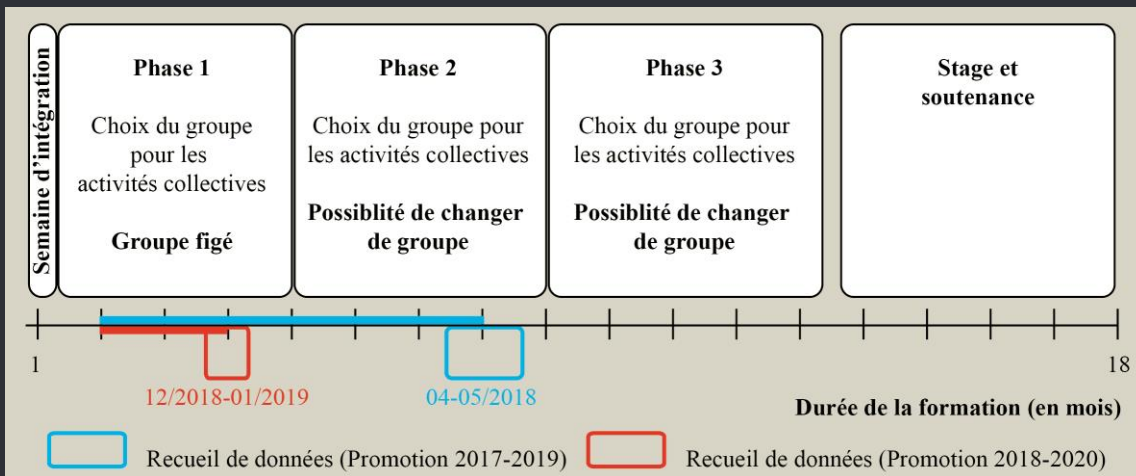 Semaine d'intégration
Phase 1
Choix du groupe
pour les
activités collectives
Groupe figé
Phase 2
Choix du groupe pour
les activités collectives
Possiblité de changer
de groupe
Phase 3
Choix du groupe pour
les activités collectives
Possiblité de changer
de groupe
Stage et
soutenance
1
18
12/2018-01/2019
04-05/2018
Durée de la formation (en mois)
Recueil de données (Promotion 2017-2019)
Recueil de données (Promotion 2018-2020)